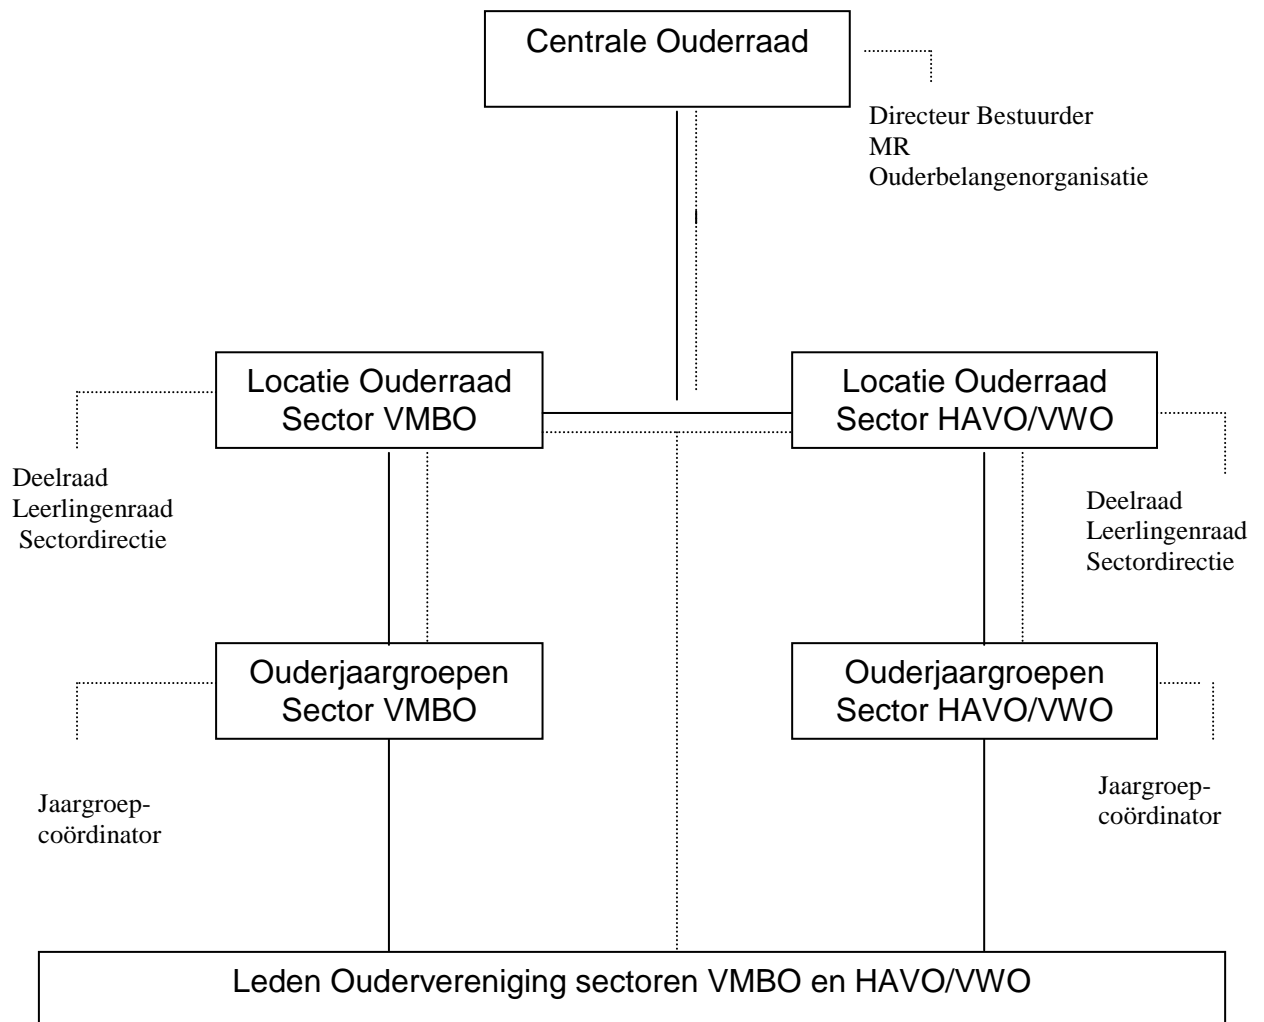 Centrale Ouderraad
Directeur Bestuurder
MR
Ouderbelangenorganisatie
Locatie Ouderraad
Sector VMBO
Locatie Ouderraad
Sector HAVO/VWO
Deelraad
Leerlingenraad
Sectordirectie
Deelraad
Leerlingenraad
Sectordirectie
Ouderjaargroepen
Sector VMBO
Ouderjaargroepen
Sector HAVO/VWO
Jaargroep-
coördinator
Jaargroep-
coördinator
Leden Oudervereniging sectoren VMBO en HAVO/VWO